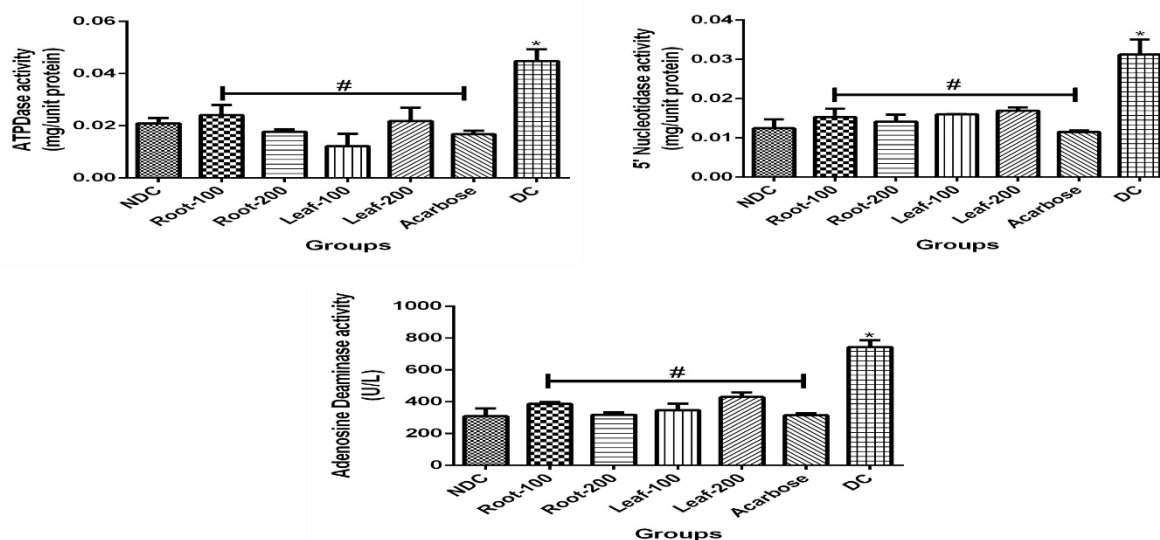 ATPDase activity
(mg/unit protein)
0.06
0.04
0.02
0.00
#
*
NDC
Root-100
Root-200
Leaf-100
Leaf-200
Acarbose
DC
Groups
5' Nucleotidase activity
(mg/unit protein)
0.04
0.03
0.02
0.01
0.00
#
*
NDC
Root-100
Root-200
Leaf-100
Leaf-200
Acarbose
DC
Groups
Adenosine Deaminase activity
(U/L)
1000
800
600
400
200
0
#
*
NDC
Root-100
Root-200
Leaf-100
Leaf-200
Acarbose
DC
Groups